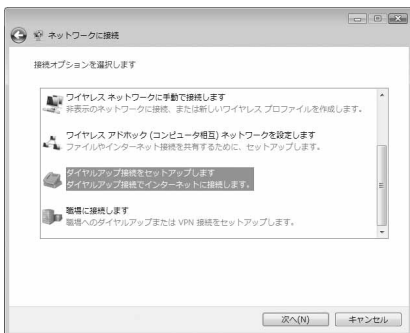 ネットワークに接続
接続オプションを選択します
ワイヤレス ネットワークに手動で接続します
非表示のネットワークに接続、または新しいワイヤレス プロファイルを作成します。
ワイヤレス アドホック (コンピュータ相互) ネットワークを設定します
ファイルやインターネット接続を共有するために、セットアップします。
ダイヤルアップ接続をセットアップします
ダイヤルアップ接続でインターネットに接続します。
職場に接続します
職場へのダイヤルアップまたは VPN 接続をセットアップします。
次へ(N)
キャンセル